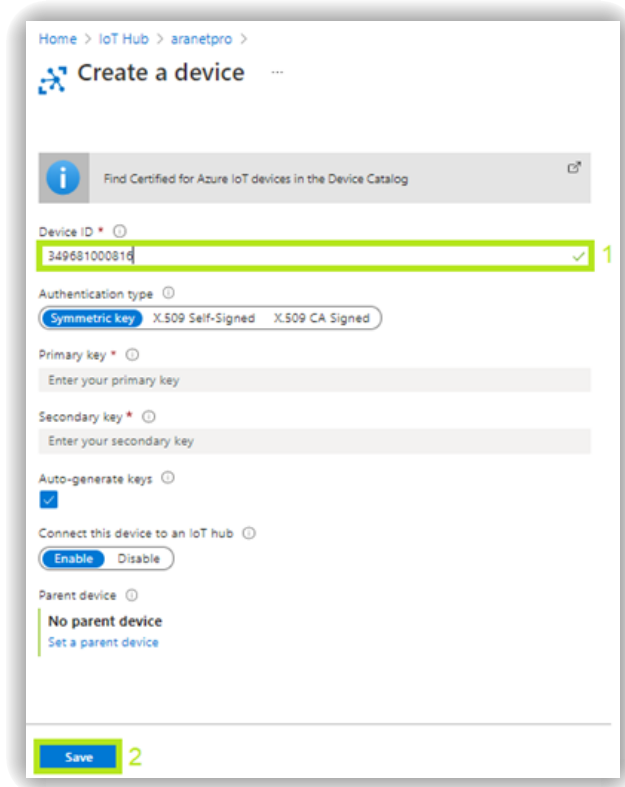 Home > IoT Hub > aranetpro >
Create a device ...
Find Certified for Azure IoT devices in the Device Catalog
Device ID *
349681000816 1
Authentication type
Symmetric key X.509 Self-Signed X.509 CA Signed
Primary key *
Enter your primary key
Secondary key *
Enter your secondary key
Auto-generate keys
Connect this device to an IoT hub
Enable Disable
Parent device
No parent device
Set a parent device
Save 2